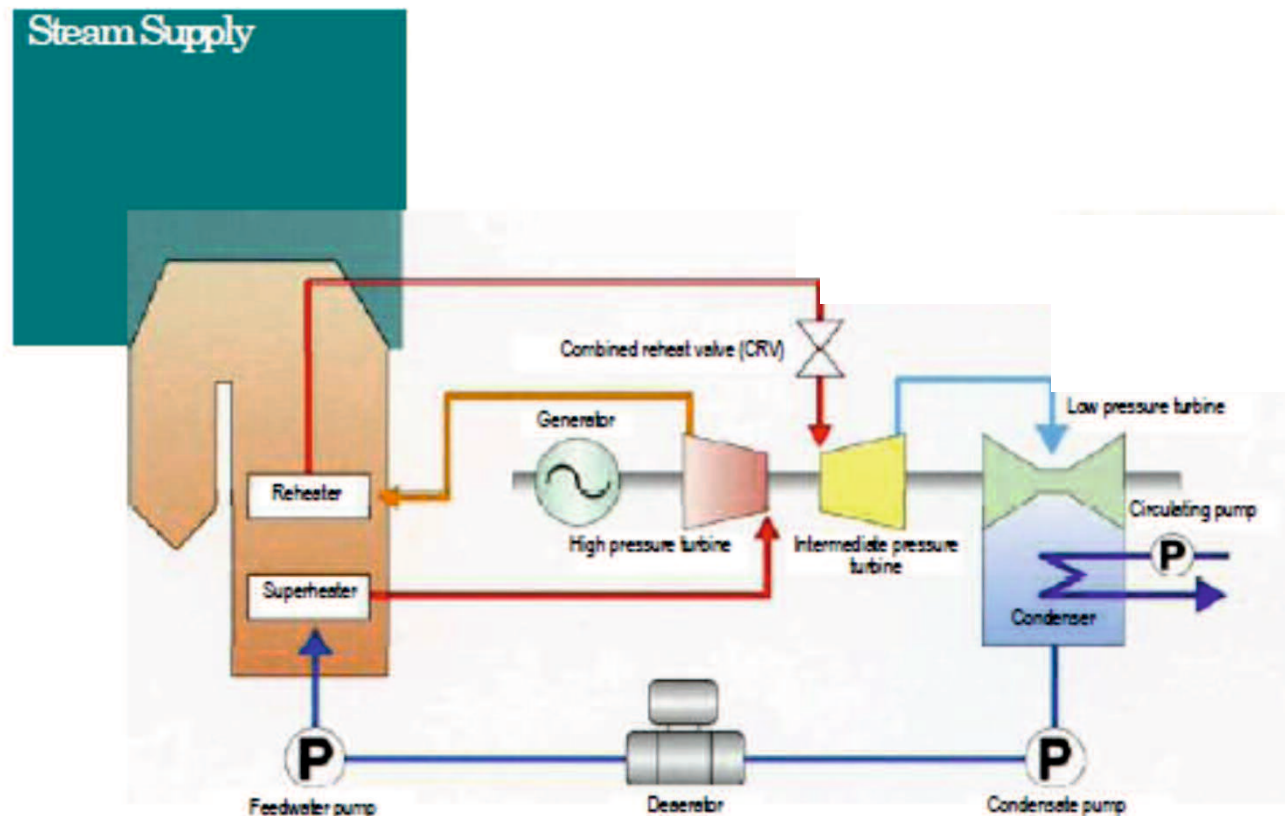 Steam Supply
Combined reheat valve (CRV)
Generator
Low pressure turbine
Reheater
High pressure turbine
Intermediate pressure
turbine
Circulating pump
P
Superheater
Condenser
P
P
Feedwater pump
Deaerator
Condensate pump